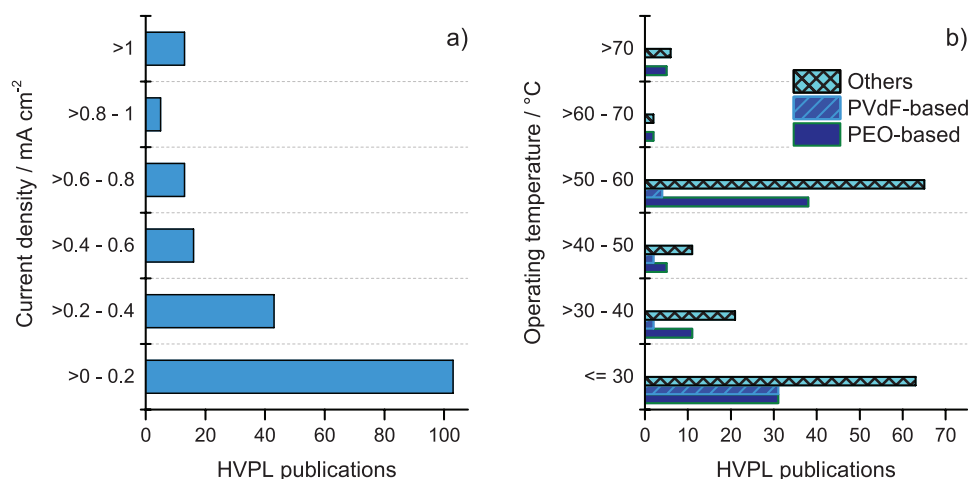 a)
Current density / mA cm⁻²
>1
>0.8 - 1
>0.6 - 0.8
>0.4 - 0.6
>0.2 - 0.4
>0 - 0.2
0 20 40 60 80 100
HVPL publications
b)
Operating temperature / °C
>70
>60 - 70
>50 - 60
>40 - 50
>30 - 40
<= 30
Others
PVdF-based
PEO-based
0 10 20 30 40 50 60 70
HVPL publications